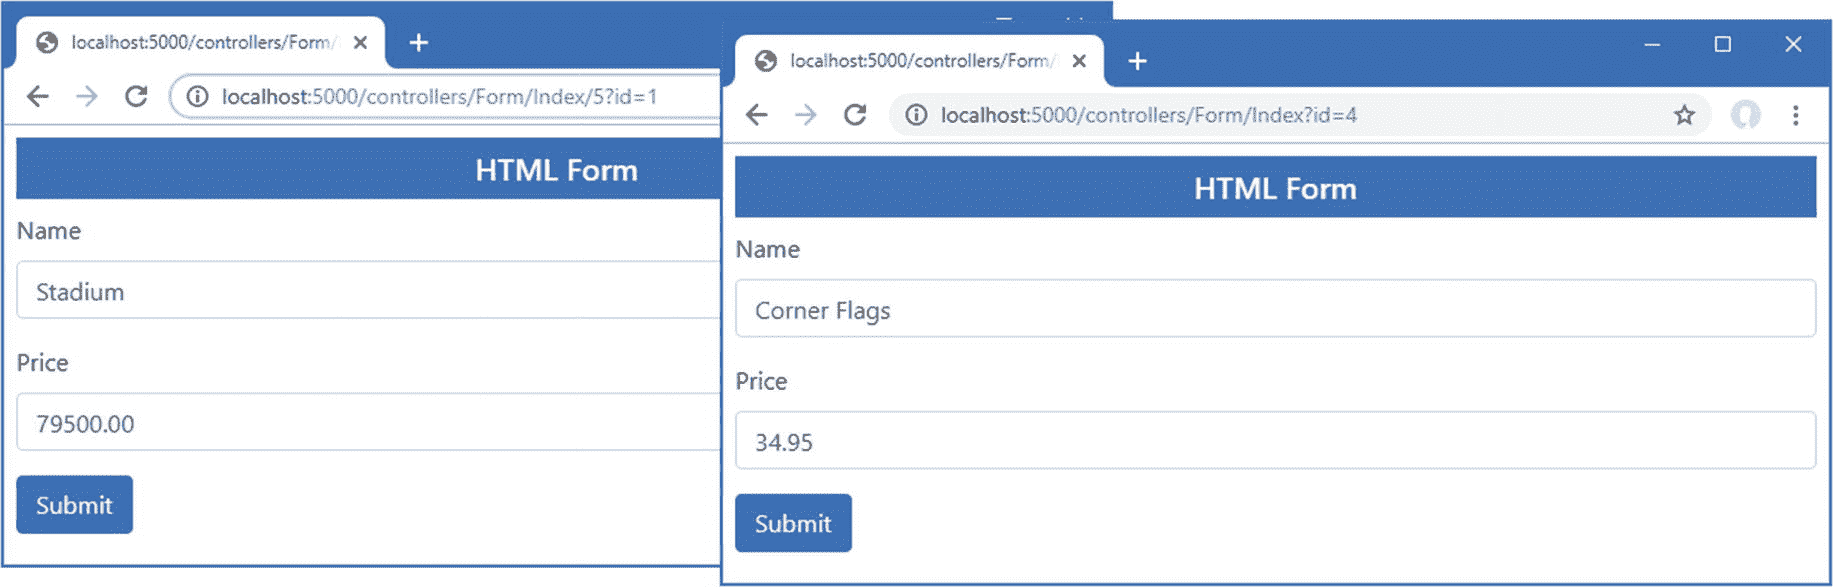 localhost:5000/controllers/Form/
localhost:5000/controllers/Form/Index/5?id=1
HTML Form
Name
Stadium
Price
79500.00
Submit
localhost:5000/controllers/Form/
localhost:5000/controllers/Form/Index?id=4
HTML Form
Name
Corner Flags
Price
34.95
Submit